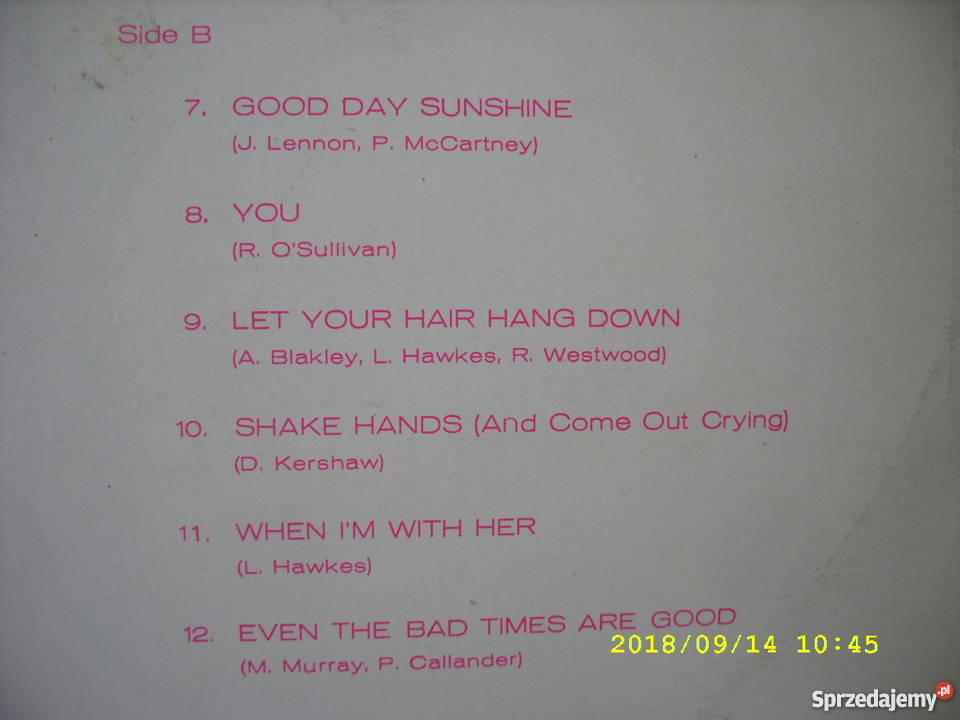 Side B
7. GOOD DAY SUNSHINE
(J. Lennon, P. McCartney)
8. YOU
(R. O'Sullivan)
9. LET YOUR HAIR HANG DOWN
(A. Blakley, L. Hawkes, R. Westwood)
10. SHAKE HANDS (And Come Out Crying)
(D. Kershaw)
11. WHEN I'M WITH HER
(L. Hawkes)
12. EVEN THE BAD TIMES ARE GOOD
(M. Murray, P. Callander)
2018/09/14 10:45
Sprzedajemy.pl